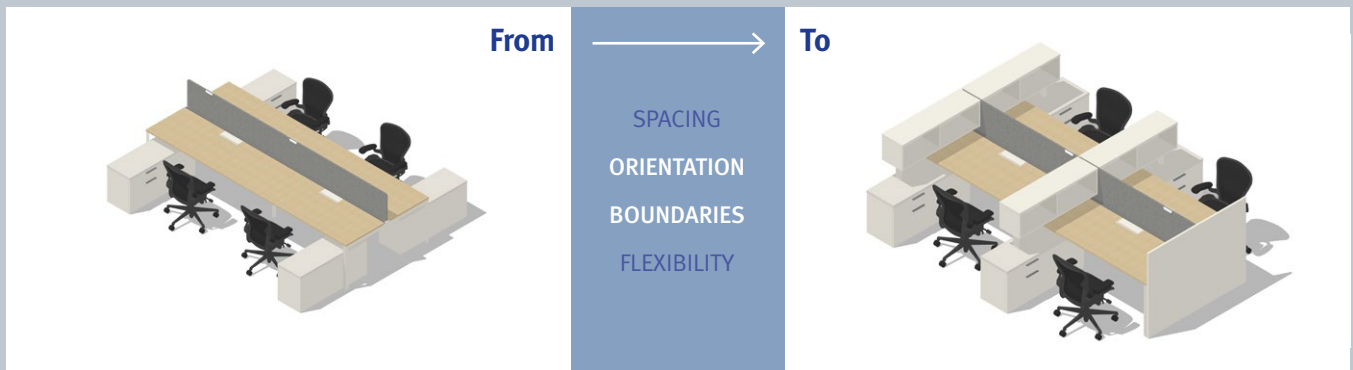 From
To
SPACING
ORIENTATION
BOUNDARIES
FLEXIBILITY